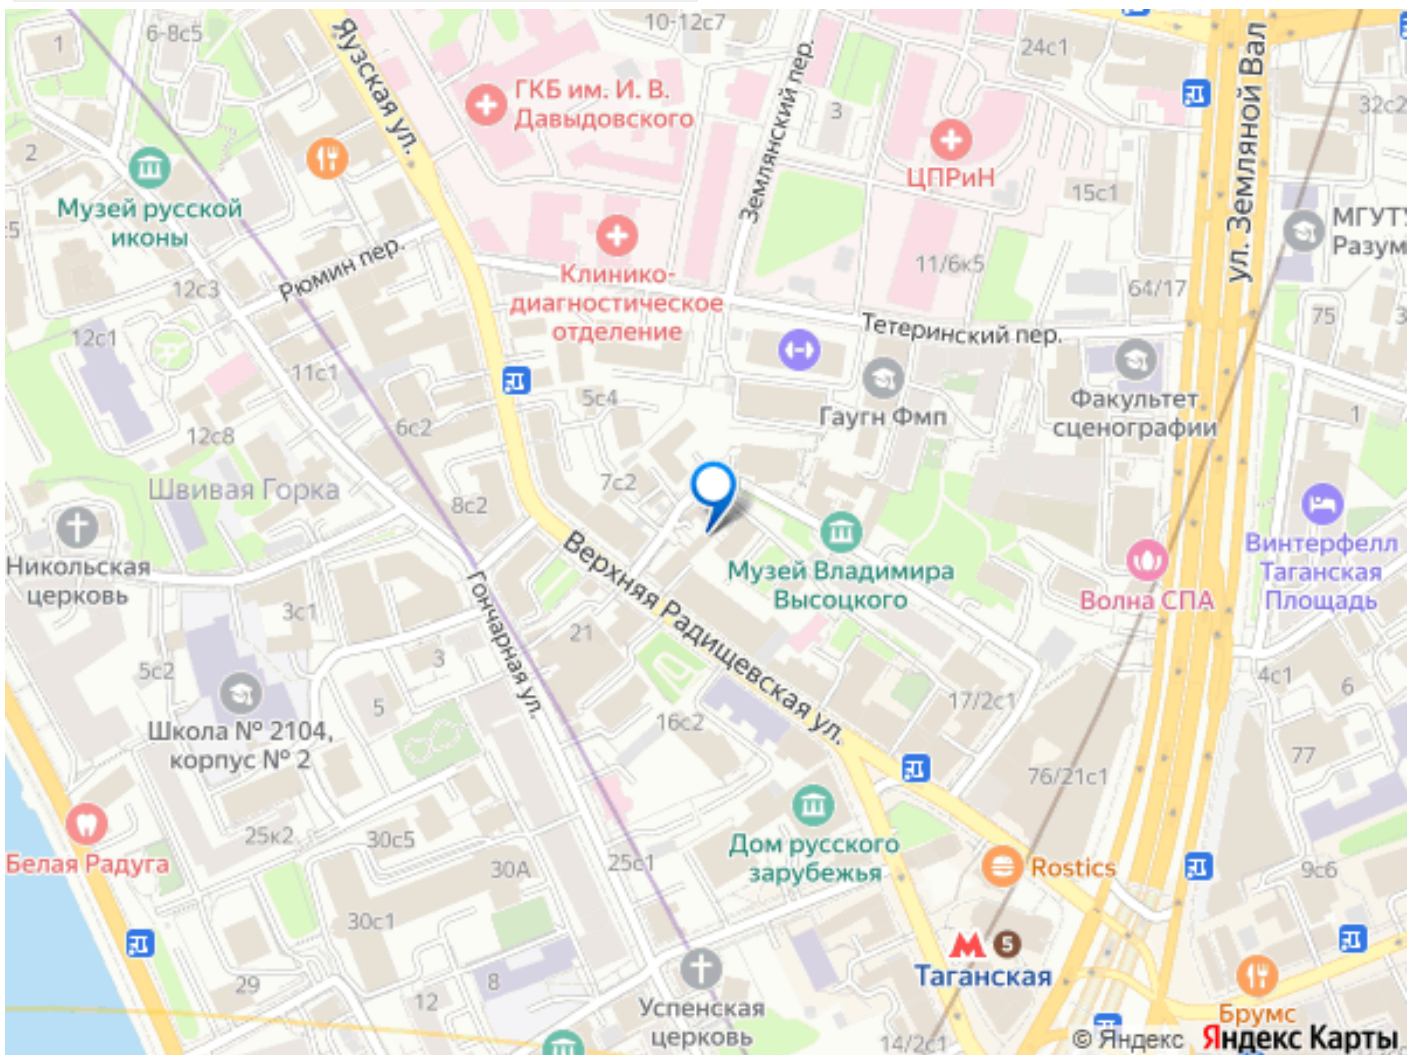 10-12с7
6-8с5
1
24с1
ул. Земляной Вал
Яузская ул.
Землянский пер.
ГКБ им. И. В.
Давыдовского
3
32с2
2
ЦПРиН
15с1
Музей русской
иконы
МГУТУ
Разум
Рюмин пер.
Клинико-
диагностическое
отделение
11/6к5
64/17
12с3
75
Тетеринский пер.
12с1
11с1
5с4
Гаугн Фмп
Факультет
сценографии
1
6с2
12с8
Швивая Горка
7с2
8с2
Никольская
церковь
Верхняя Радищевская ул.
Музей Владимира
Высоцкого
Волна СПА
Винтерфелл
Таганская
Площадь
Гончарная ул.
3с1
21
3
5с2
5
4с1
6
17/2с1
16с2
Школа № 2104,
корпус № 2
77
76/21с1
25к2
30с5
Дом русского
зарубежья
Белая Радуга
30А
25с1
Rostics
9с6
30с1
М 5
Таганская
29
12
8
Успенская
церковь
Брумс
14/2с1
© Яндекс Яндекс Карты